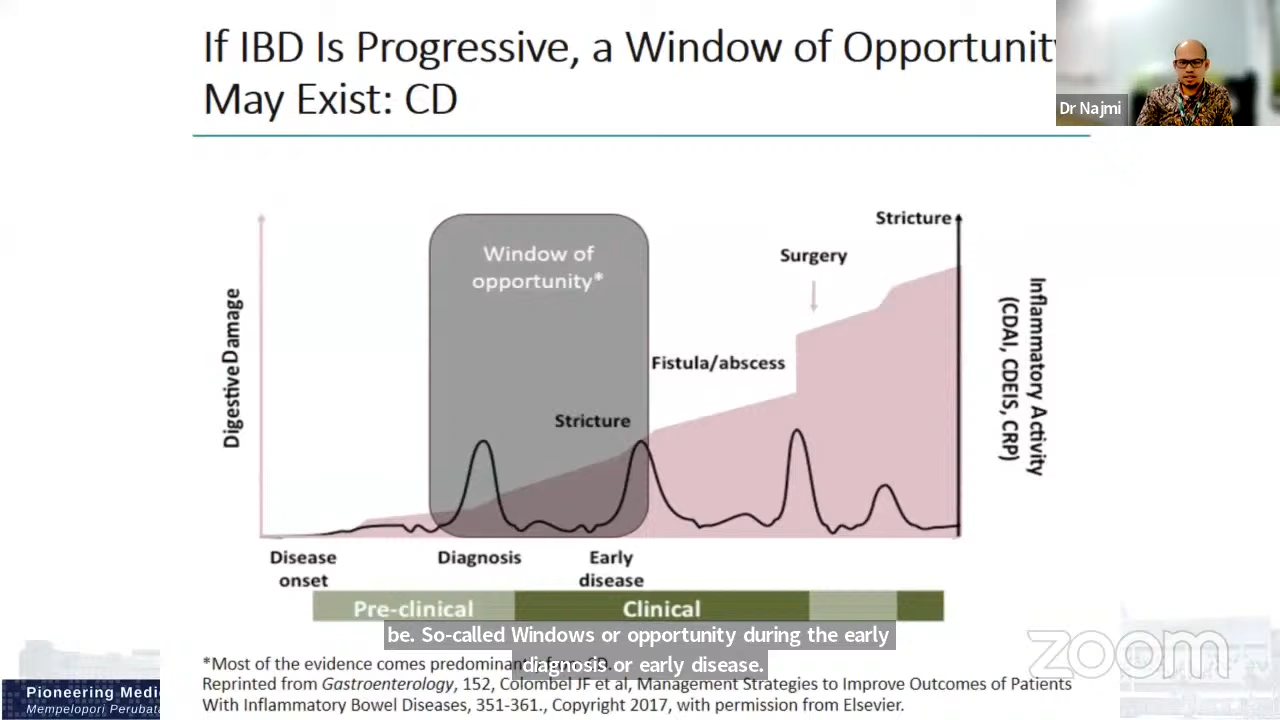 If IBD Is Progressive, a Window of Opportunit
May Exist: CD
Dr Najmi
Stricture
Surgery
Window of
opportunity*
Fistula/abscess
Stricture
Digestive Damage
Inflammatory Activity
(CDAI, CDEIS, CRP)
Disease
onset
Diagnosis
Early
disease
Pre-clinical
Clinical
be. So-called Windows or opportunity during the early
diagnosis or early disease.
zoom
*Most of the evidence comes
Reprinted from Gastroenterology, 152, Colombel JF et al, Management Strategies to Improve Outcomes of Patients
With Inflammatory Bowel Diseases, 351-361., Copyright 2017, with permission from Elsevier.
Pioneering Medi
Mempelopori Perubata